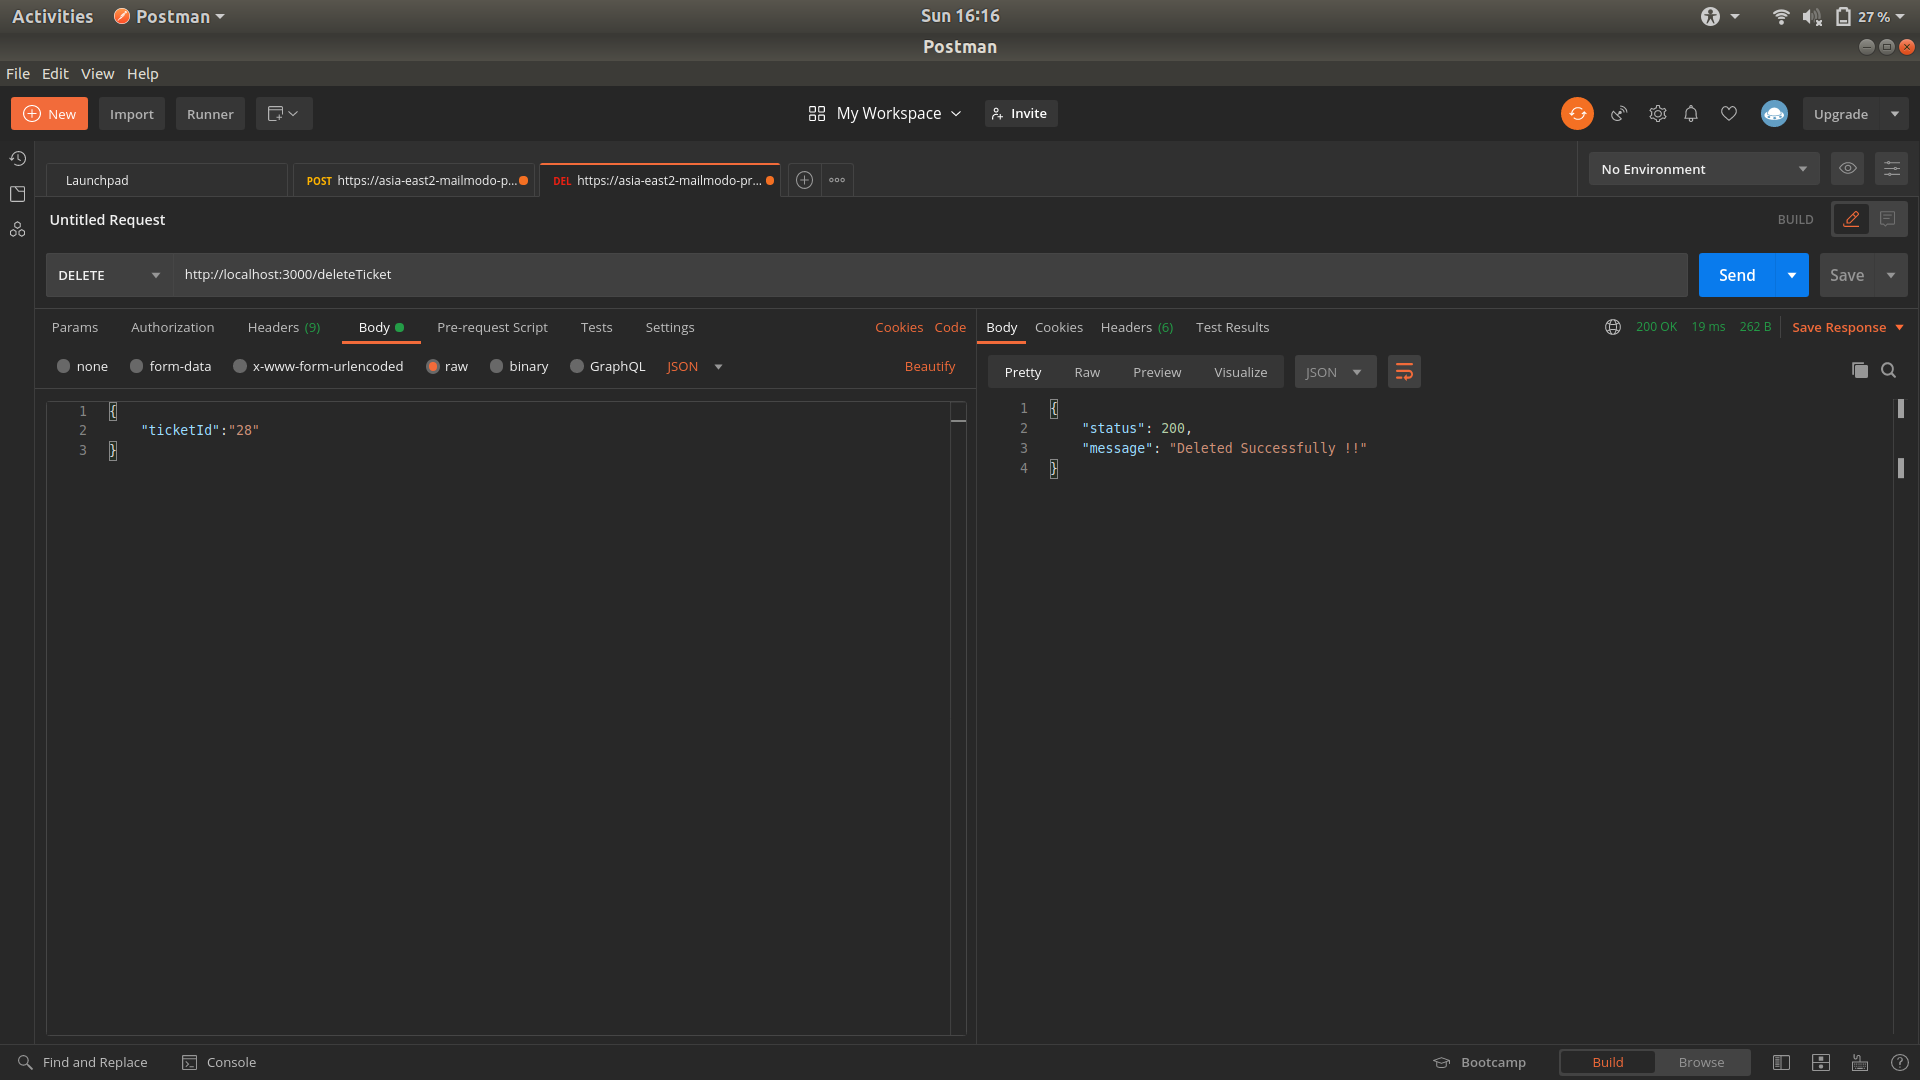 Activities Postman Sun 16:16 27 %
Postman
File Edit View Help
New Import Runner My Workspace Invite Upgrade
Launchpad POST https://asia-east2-mailmodo-p... DEL https://asia-east2-mailmodo-pr... No Environment
Untitled Request BUILD
DELETE http://localhost:3000/deleteTicket Send Save
Params Authorization Headers (9) Body Pre-request Script Tests Settings Cookies Code
none form-data x-www-form-urlencoded raw binary GraphQL JSON Beautify
1 {
2 "ticketId":"28"
3 }
Body Cookies Headers (6) Test Results 200 OK 19 ms 262 B Save Response
Pretty Raw Preview Visualize JSON
1 {
2 "status": 200,
3 "message": "Deleted Successfully !!"
4 }
Find and Replace Console Bootcamp Build Browse